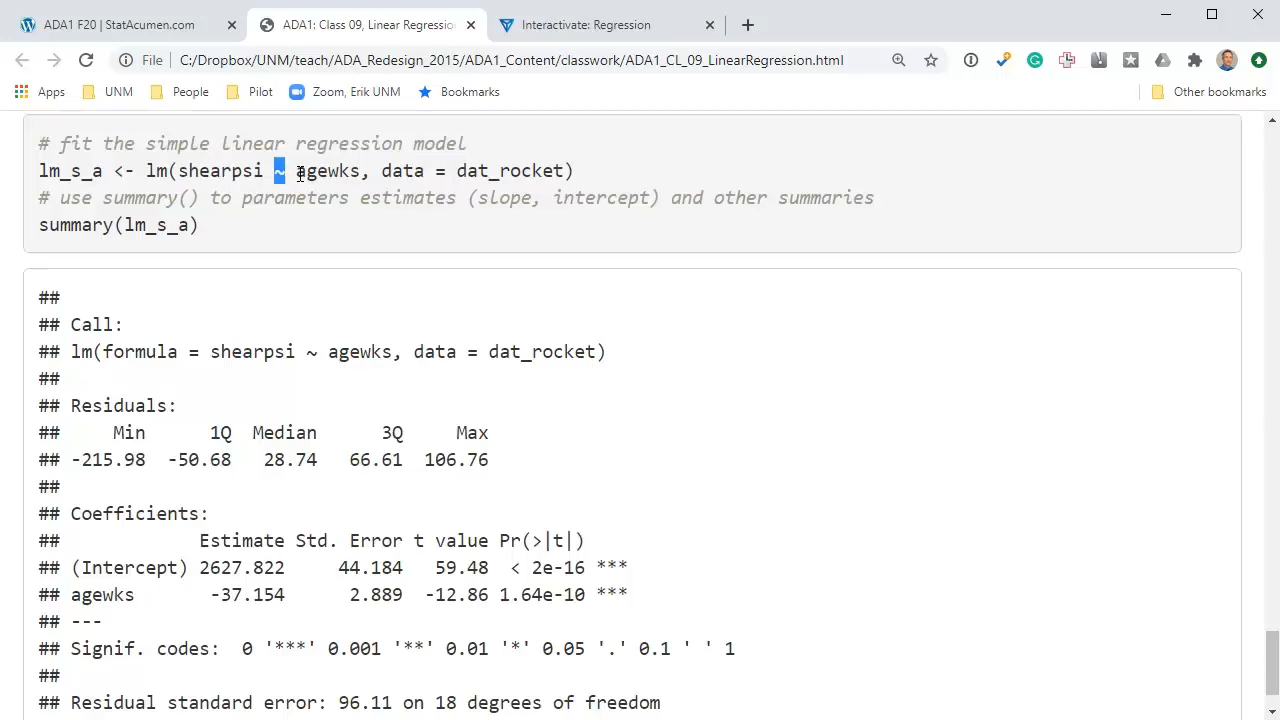 ADA1 F20 | StatAcumen.com
ADA1: Class 09, Linear Regressio
Interactivate: Regression
File
C:/Dropbox/UNM/teach/ADA_Redesign_2015/ADA1_Content/classwork/ADA1_CL_09_LinearRegression.html
Apps
UNM
People
Pilot
Zoom, Erik UNM
Bookmarks
Other bookmarks
# fit the simple linear regression model
lm_s_a <- lm(shearpsi ~ agewks, data = dat_rocket)
# use summary() to parameters estimates (slope, intercept) and other summaries
summary(lm_s_a)
##
## Call:
## lm(formula = shearpsi ~ agewks, data = dat_rocket)
##
## Residuals:
##     Min      1Q  Median      3Q     Max
## -215.98  -50.68   28.74   66.61  106.76
##
## Coefficients:
##             Estimate Std. Error t value Pr(>|t|)
## (Intercept) 2627.822     44.184   59.48  < 2e-16 ***
## agewks       -37.154      2.889  -12.86 1.64e-10 ***
## ---
## Signif. codes:  0 '***' 0.001 '**' 0.01 '*' 0.05 '.' 0.1 ' ' 1
##
## Residual standard error: 96.11 on 18 degrees of freedom